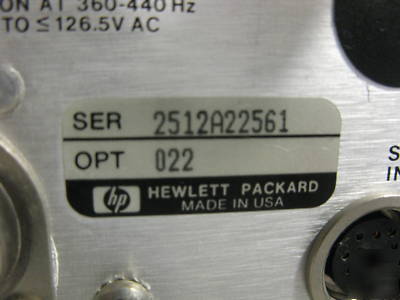 ON AT 360-440 Hz
TO ≤126.5V AC
SER 2512A22561
OPT 022
hp HEWLETT PACKARD
MADE IN USA
S
IN